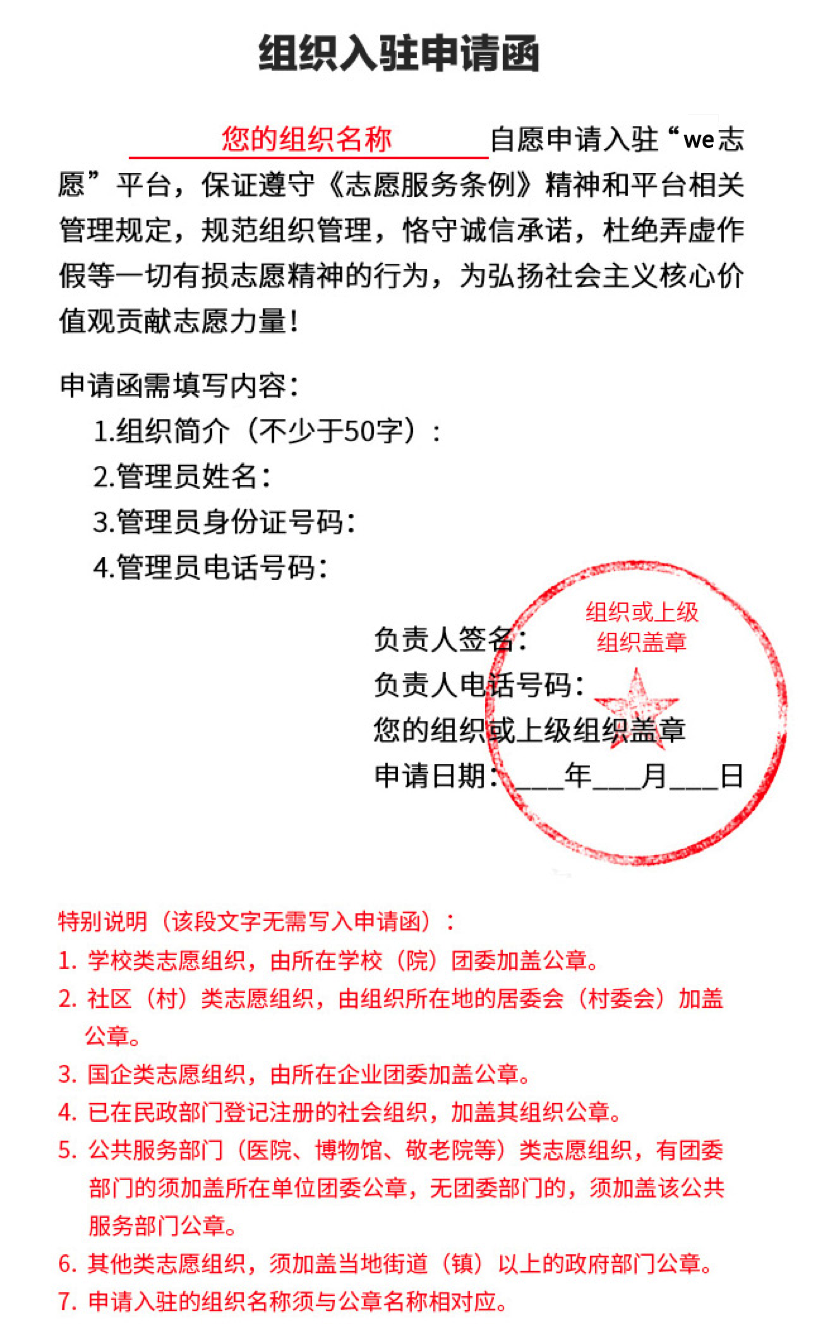 组织入驻申请函
您的组织名称 自愿申请入驻“we志
愿”平台，保证遵守《志愿服务条例》精神和平台相关
管理规定，规范组织管理，恪守诚信承诺，杜绝弄虚作
假等一切有损志愿精神的行为，为弘扬社会主义核心价
值观贡献志愿力量！
申请函需填写内容：
1.组织简介（不少于50字）:
2.管理员姓名：
3.管理员身份证号码：
4.管理员电话号码：
组织或上级
组织盖章
负责人签名：
负责人电话号码：
您的组织或上级组织盖章
申请日期：___年___月___日
特别说明（该段文字无需写入申请函）：
1. 学校类志愿组织，由所在学校（院）团委加盖公章。
2. 社区（村）类志愿组织，由组织所在地的居委会（村委会）加盖
公章。
3. 国企类志愿组织，由所在企业团委加盖公章。
4. 已在民政部门登记注册的社会组织，加盖其组织公章。
5. 公共服务部门（医院、博物馆、敬老院等）类志愿组织，有团委
部门的须加盖所在单位团委公章，无团委部门的，须加盖该公共
服务部门公章。
6. 其他类志愿组织，须加盖当地街道（镇）以上的政府部门公章。
7. 申请入驻的组织名称须与公章名称相对应。